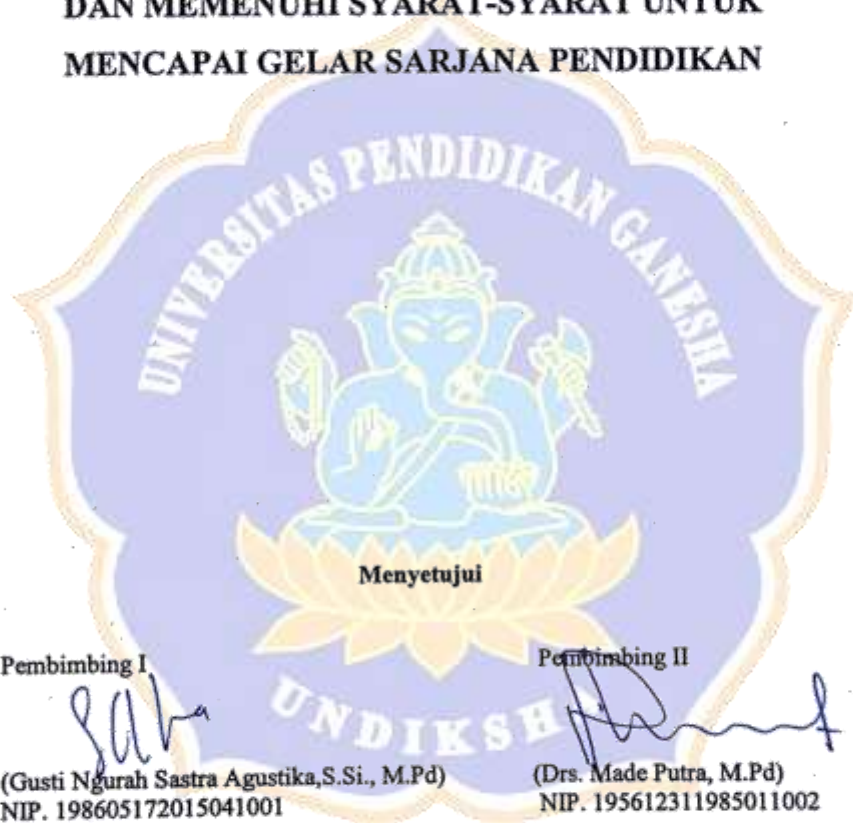 DAN MEMENUHI SYARAT-SYARAT UNTUK
MENCAPAI GELAR SARJANA PENDIDIKAN
UNIVERSITAS PENDIDIKAN GANESHA
Menyetujui
Pembimbing I
Pembimbing II
UNDIKSHA
(Gusti Ngurah Sastra Agustika,S.Si., M.Pd)
(Drs. Made Putra, M.Pd)
NIP. 198605172015041001
NIP. 195612311985011002